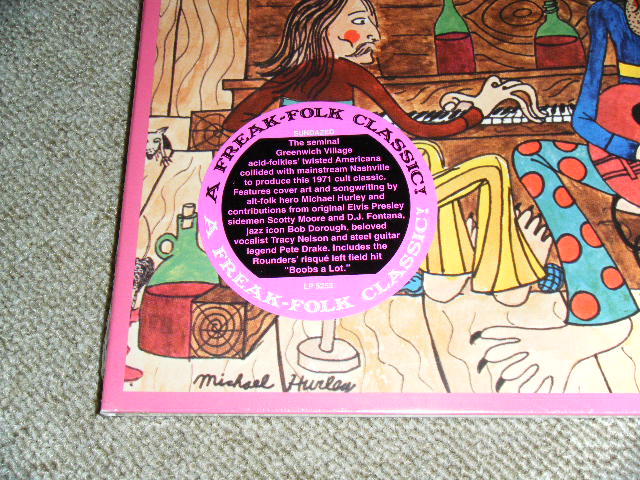 A FREAK-FOLK CLASSIC!
SUNDAZED
The seminal
Greenwich Village
acid-folkies' twisted Americana
collided with mainstream Nashville
to produce this 1971 cult classic.
Features cover art and songwriting by
alt-folk hero Michael Hurley and
contributions from original Elvis Presley
sidemen Scotty Moore and D.J. Fontana,
jazz icon Bob Dorough, beloved
vocalist Tracy Nelson and steel guitar
legend Pete Drake. Includes the
Rounders' risqué left field hit
"Boobs a Lot."
LP 5259
A FREAK-FOLK CLASSIC!
Michael Hurley